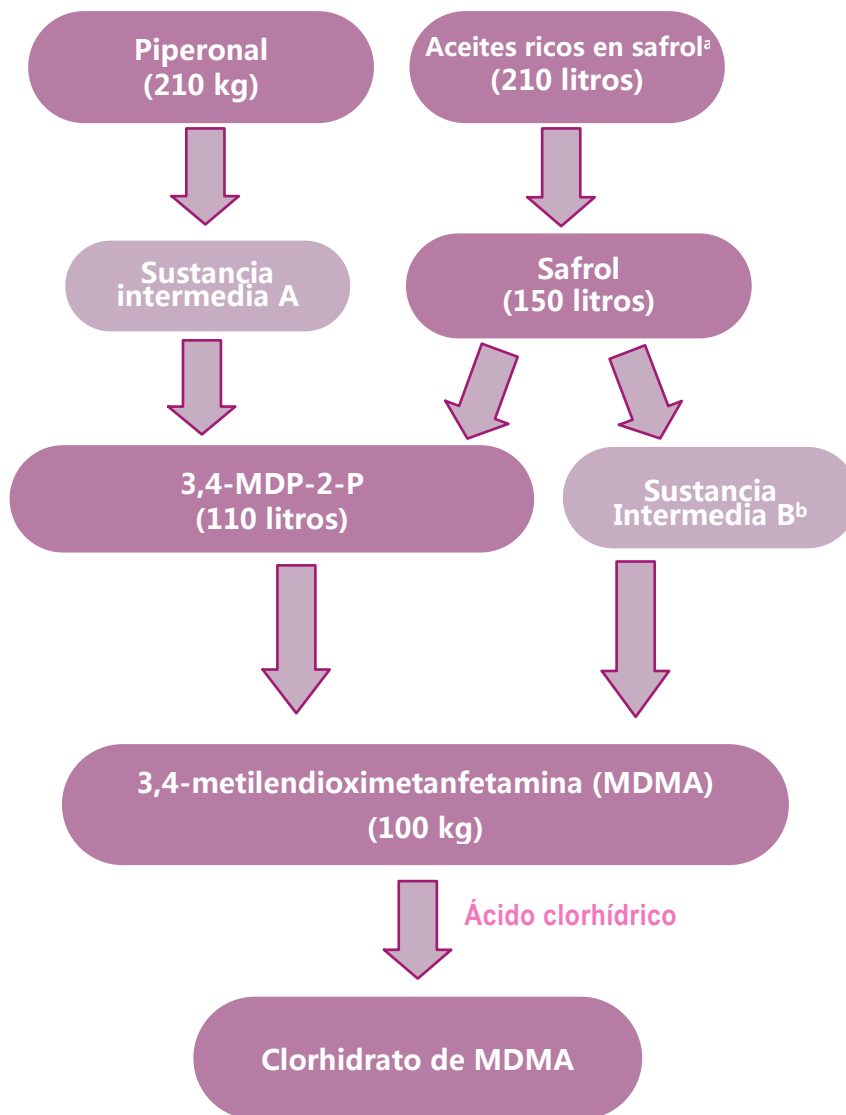 Piperonal
(210 kg)
Aceites ricos en safrolª
(210 litros)
Sustancia
intermedia A
Safrol
(150 litros)
3,4-MDP-2-P
(110 litros)
Sustancia
Intermedia Bᵇ
3,4-metilendioximetanfetamina (MDMA)
(100 kg)
Ácido clorhídrico
Clorhidrato de MDMA